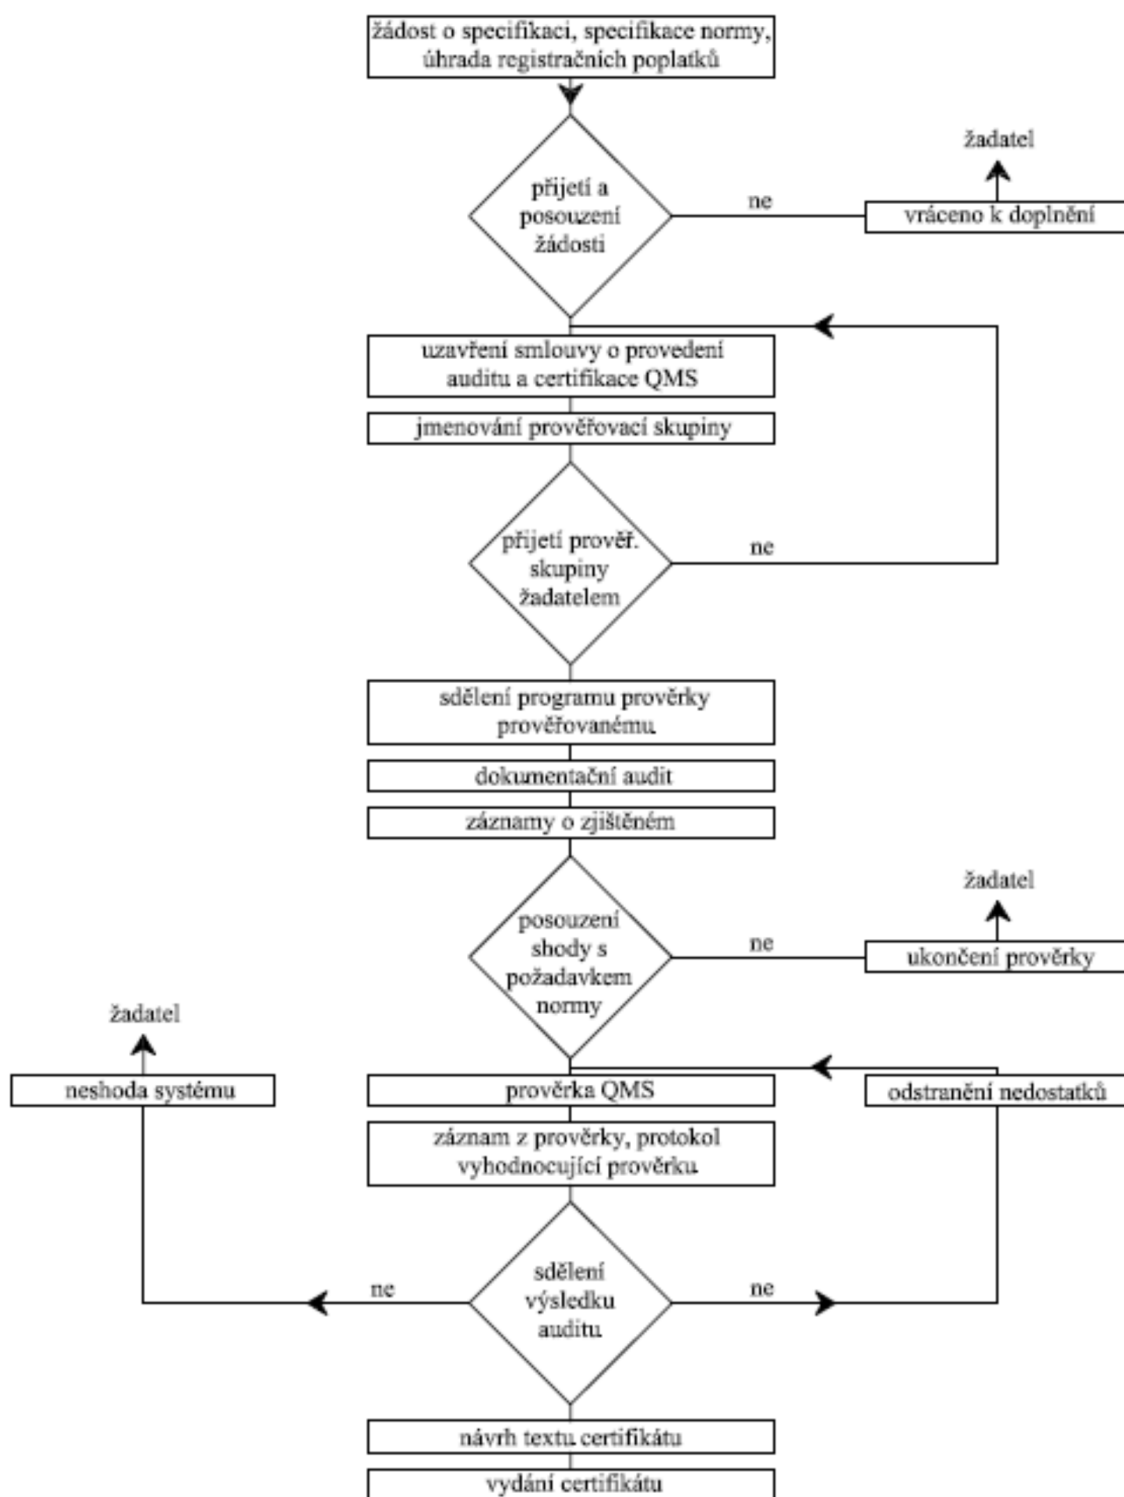 žádost o specifikaci, specifikace normy,
úhrada registračních poplatků
přijetí a
posouzení
žádosti
ne
žadatel
vráceno k doplnění
uzavření smlouvy o provedení
auditu a certifikace QMS
jmenování prověřovací skupiny
přijetí prověř.
skupiny
žadatelem
ne
sdělení programu prověrky
prověřovanému
dokumentační audit
záznamy o zjištěném
posouzení
shody s
požadavkem
normy
ne
žadatel
ukončení prověrky
žadatel
neshoda systému
prověrka QMS
odstranění nedostatků
záznam z prověrky, protokol
vyhodnocující prověrku
sdělení
výsledku
auditu
ne
ne
návrh textu certifikátu
vydání certifikátu